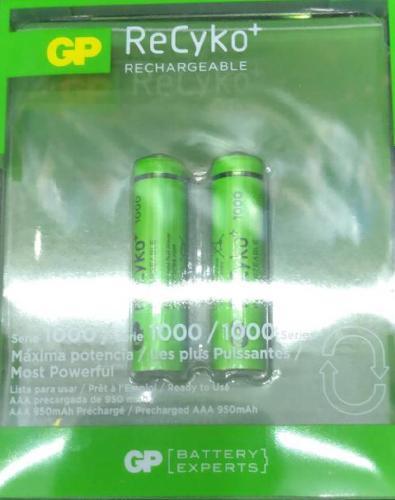 GP
ReCyko+
RECHARGEABLE
1000
1000
ReCyko+
Serie 1000 / Série 1000 / 1000 Series
Máxima potencia / Les plus Puissantes /
Most Powerful
Lista para usar / Prêt à l'Emploi / Ready to Use
AAA precargada de 950
AAA 950mAh Préchargé / Precharged AAA 950mAh
GP [BATTERY
EXPERTS]